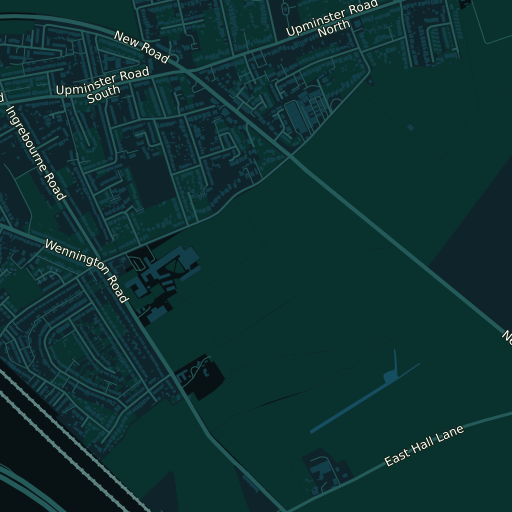 Upminster Road
North
New Road
Upminster Road
South
Ingrebourne Road
Wennington Road
East Hall Lane